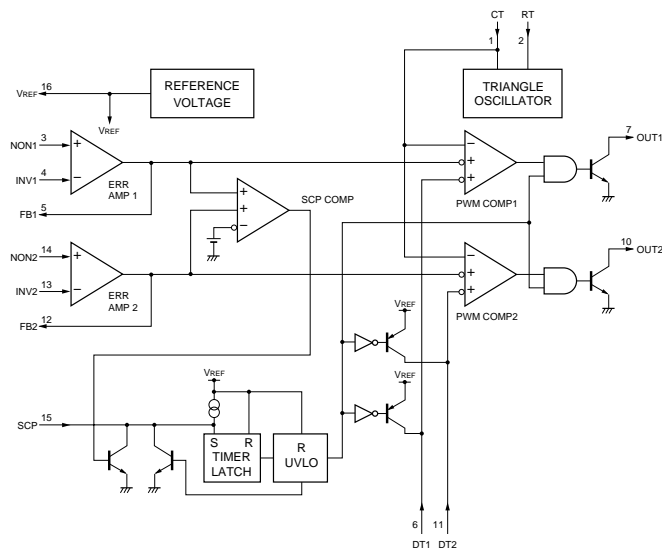 CT RT
1 2
16
VREF
REFERENCE
VOLTAGE
TRIANGLE
OSCILLATOR
VREF
3
NON1
+
−
4
INV1
ERR
AMP 1
5
FB1
+
+
−
SCP COMP
−
+
+
PWM COMP1
7
OUT1
14
NON2
+
−
13
INV2
ERR
AMP 2
12
FB2
−
+
+
PWM COMP2
10
OUT2
VREF
VREF
VREF
15
SCP
S R
TIMER
LATCH
R
UVLO
6 11
DT1 DT2